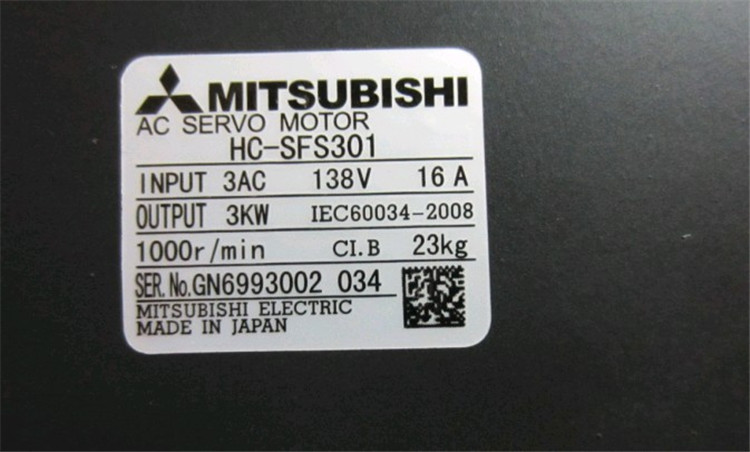 MITSUBISHI
AC SERVO MOTOR
HC-SFS301
INPUT 3AC 138V 16 A
OUTPUT 3KW IEC60034-2008
1000r/min CI.B 23kg
SER.No.GN6993002 034
MITSUBISHI ELECTRIC
MADE IN JAPAN